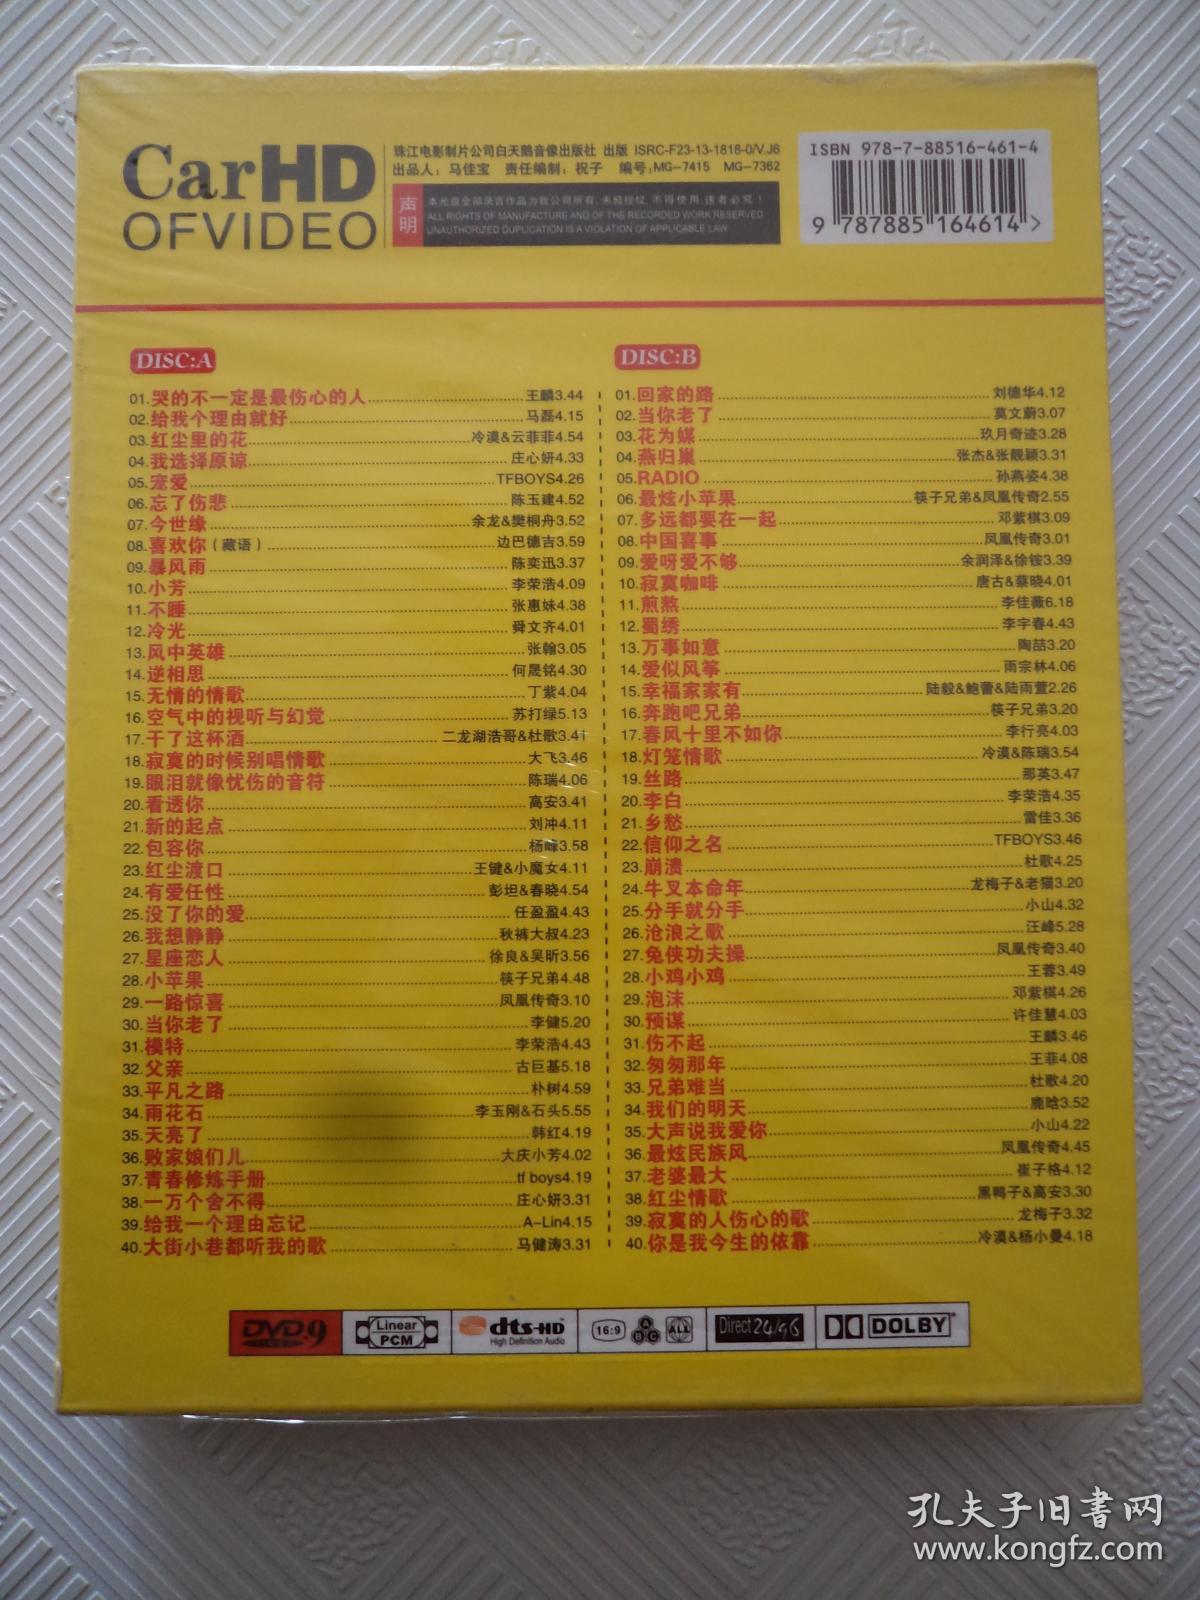 CarHD
OFVIDEO
珠江电影制片公司白天鹅音像出版社 出版 ISRC-F23-13-1818-0/V.J6
出品人：马佳宝 责任编制：祝子 编号：MG-7415 MG-7362
声明
本光盘全部录音作品为我公司所有，未经授权，不得使用，违者必究！
ALL RIGHTS OF MANUFACTURE AND OF THE RECORDED WORK RESERVED
UNAUTHORIZED DUPLICATION IS A VIOLATION OF APPLICABLE LAW
ISBN 978-7-88516-461-4
9 787885 164614 >
DISC:A
01.哭的不一定是最伤心的人 王麟3.44
02.给我个理由就好 马磊4.15
03.红尘里的花 冷漠&云菲菲4.54
04.我选择原谅 庄心妍4.33
05.宠爱 TFBOYS4.26
06.忘了伤悲 陈玉建4.52
07.今世缘 余龙&樊桐舟3.52
08.喜欢你（藏语） 边巴德吉3.59
09.暴风雨 陈奕迅3.37
10.小芳 李荣浩4.09
11.不睡 张惠妹4.38
12.冷光 舜文齐4.01
13.风中英雄 张翰3.05
14.逆相思 何晟铭4.30
15.无情的情歌 丁紫4.04
16.空气中的视听与幻觉 苏打绿5.13
17.干了这杯酒 二龙湖浩哥&杜歌3.41
18.寂寞的时候别唱情歌 大飞3.46
19.眼泪就像忧伤的音符 陈瑞4.06
20.看透你 高安3.41
21.新的起点 刘冲4.11
22.包容你 杨峰3.58
23.红尘渡口 王键&小魔女4.11
24.有爱任性 彭坦&春晓4.54
25.没了你的爱 任盈盈4.43
26.我想静静 秋裤大叔4.23
27.星座恋人 徐良&吴昕3.56
28.小苹果 筷子兄弟4.48
29.一路惊喜 凤凰传奇3.10
30.当你老了 李健5.20
31.模特 李荣浩4.43
32.父亲 古巨基5.18
33.平凡之路 朴树4.59
34.雨花石 李玉刚&石头5.55
35.天亮了 韩红4.19
36.败家娘们儿 大庆小芳4.02
37.青春修炼手册 tf boys4.19
38.一万个舍不得 庄心妍3.31
39.给我一个理由忘记 A-Lin4.15
40.大街小巷都听我的歌 马健涛3.31
DISC:B
01.回家的路 刘德华4.12
02.当你老了 莫文蔚3.07
03.花为媒 玖月奇迹3.28
04.燕归巢 张杰&张靓颖3.31
05.RADIO 孙燕姿4.38
06.最炫小苹果 筷子兄弟&凤凰传奇2.55
07.多远都要在一起 邓紫棋3.09
08.中国喜事 凤凰传奇3.01
09.爱呀爱不够 余润泽&徐铵3.39
10.寂寞咖啡 唐古&蔡晓4.01
11.煎熬 李佳薇6.18
12.蜀绣 李宇春4.43
13.万事如意 陶喆3.20
14.爱似风筝 雨宗林4.06
15.幸福家家有 陆毅&鲍蕾&陆雨萱2.26
16.奔跑吧兄弟 筷子兄弟3.20
17.春风十里不如你 李行亮4.03
18.灯笼情歌 冷漠&陈瑞3.54
19.丝路 那英3.47
20.李白 李荣浩4.35
21.乡愁 雷佳3.36
22.信仰之名 TFBOYS3.46
23.崩溃 杜歌4.25
24.牛叉本命年 龙梅子&老猫3.20
25.分手就分手 小山4.32
26.沧浪之歌 汪峰5.28
27.兔侠功夫操 凤凰传奇3.40
28.小鸡小鸡 王蓉3.49
29.泡沫 邓紫棋4.26
30.预谋 许佳慧4.03
31.伤不起 王麟3.46
32.匆匆那年 王菲4.08
33.兄弟难当 杜歌4.20
34.我们的明天 鹿晗3.52
35.大声说我爱你 小山4.22
36.最炫民族风 凤凰传奇4.45
37.老婆最大 崔子格4.12
38.红尘情歌 黑鸭子&高安3.30
39.寂寞的人伤心的歌 龙梅子3.32
40.你是我今生的依靠 冷漠&杨小曼4.18
DVD-9
Linear PCM
dts-HD
High Definition Audio
16:9
A B C
ALL
Direct 24/96
DOLBY
孔夫子旧书网
www.kongfz.com